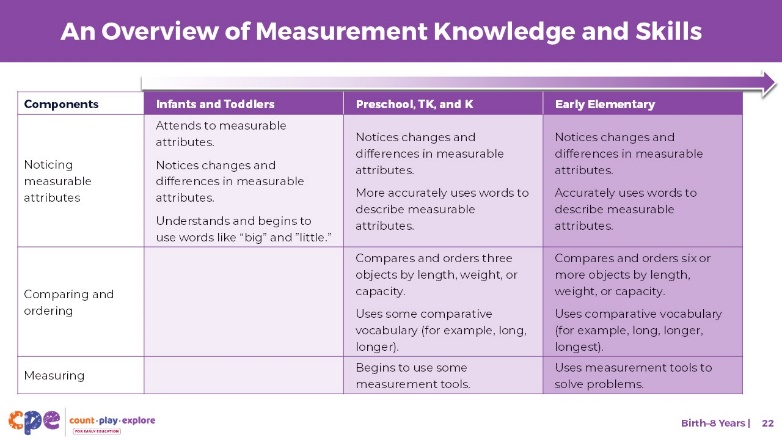 An Overview of Measurement Knowledge and Skills
Components
Infants and Toddlers
Preschool, TK, and K
Early Elementary
Noticing
measurable
attributes
Attends to measurable
attributes.
Notices changes and
differences in measurable
attributes.
Understands and begins to
use words like “big” and ”little.”
Notices changes and
differences in measurable
attributes.
More accurately uses words to
describe measurable
attributes.
Notices changes and
differences in measurable
attributes.
Accurately uses words to
describe measurable
attributes.
Comparing and
ordering
Compares and orders three
objects by length, weight, or
capacity.
Uses some comparative
vocabulary (for example, long,
longer).
Compares and orders six or
more objects by length,
weight, or capacity.
Uses comparative vocabulary
(for example, long, longer,
longest).
Measuring
Begins to use some
measurement tools.
Uses measurement tools to
solve problems.
cpe
count·play·explore
FOR EARLY EDUCATION
Birth–8 Years | 22